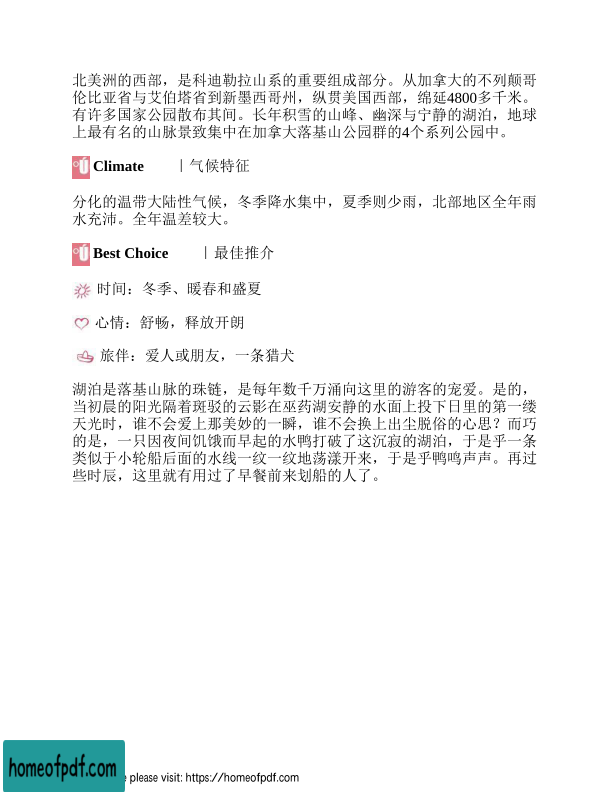 北美洲的西部，是科迪勒拉山系的重要组成部分。从加拿大的不列颠哥
伦比亚省与艾伯塔省到新墨西哥州，纵贯美国西部，绵延4800多千米。
有许多国家公园散布其间。长年积雪的山峰、幽深与宁静的湖泊，地球
上最有名的山脉景致集中在加拿大落基山公园群的4个系列公园中。
Climate ｜气候特征
分化的温带大陆性气候，冬季降水集中，夏季则少雨，北部地区全年雨
水充沛。全年温差较大。
Best Choice ｜最佳推介
时间：冬季、暖春和盛夏
心情：舒畅，释放开朗
旅伴：爱人或朋友，一条猎犬
湖泊是落基山脉的珠链，是每年数千万涌向这里的游客的宠爱。是的，
当初晨的阳光隔着斑驳的云影在巫药湖安静的水面上投下日里的第一缕
天光时，谁不会爱上那美妙的一瞬，谁不会换上出尘脱俗的心思？而巧
的是，一只因夜间饥饿而早起的水鸭打破了这沉寂的湖泊，于是乎一条
类似于小轮船后面的水线一纹一纹地荡漾开来，于是乎鸭鸣声声。再过
些时辰，这里就有用过了早餐前来划船的人了。
homeofpdf.com
please visit: https://homeofpdf.com